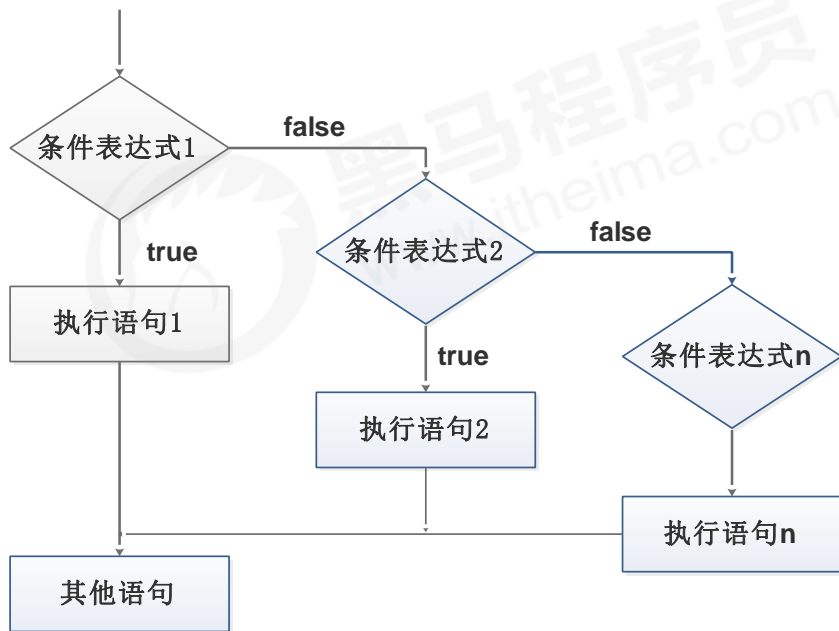 黑马程序员
www.itheima.com
条件表达式1
false
true
条件表达式2
false
执行语句1
true
条件表达式n
执行语句2
执行语句n
其他语句